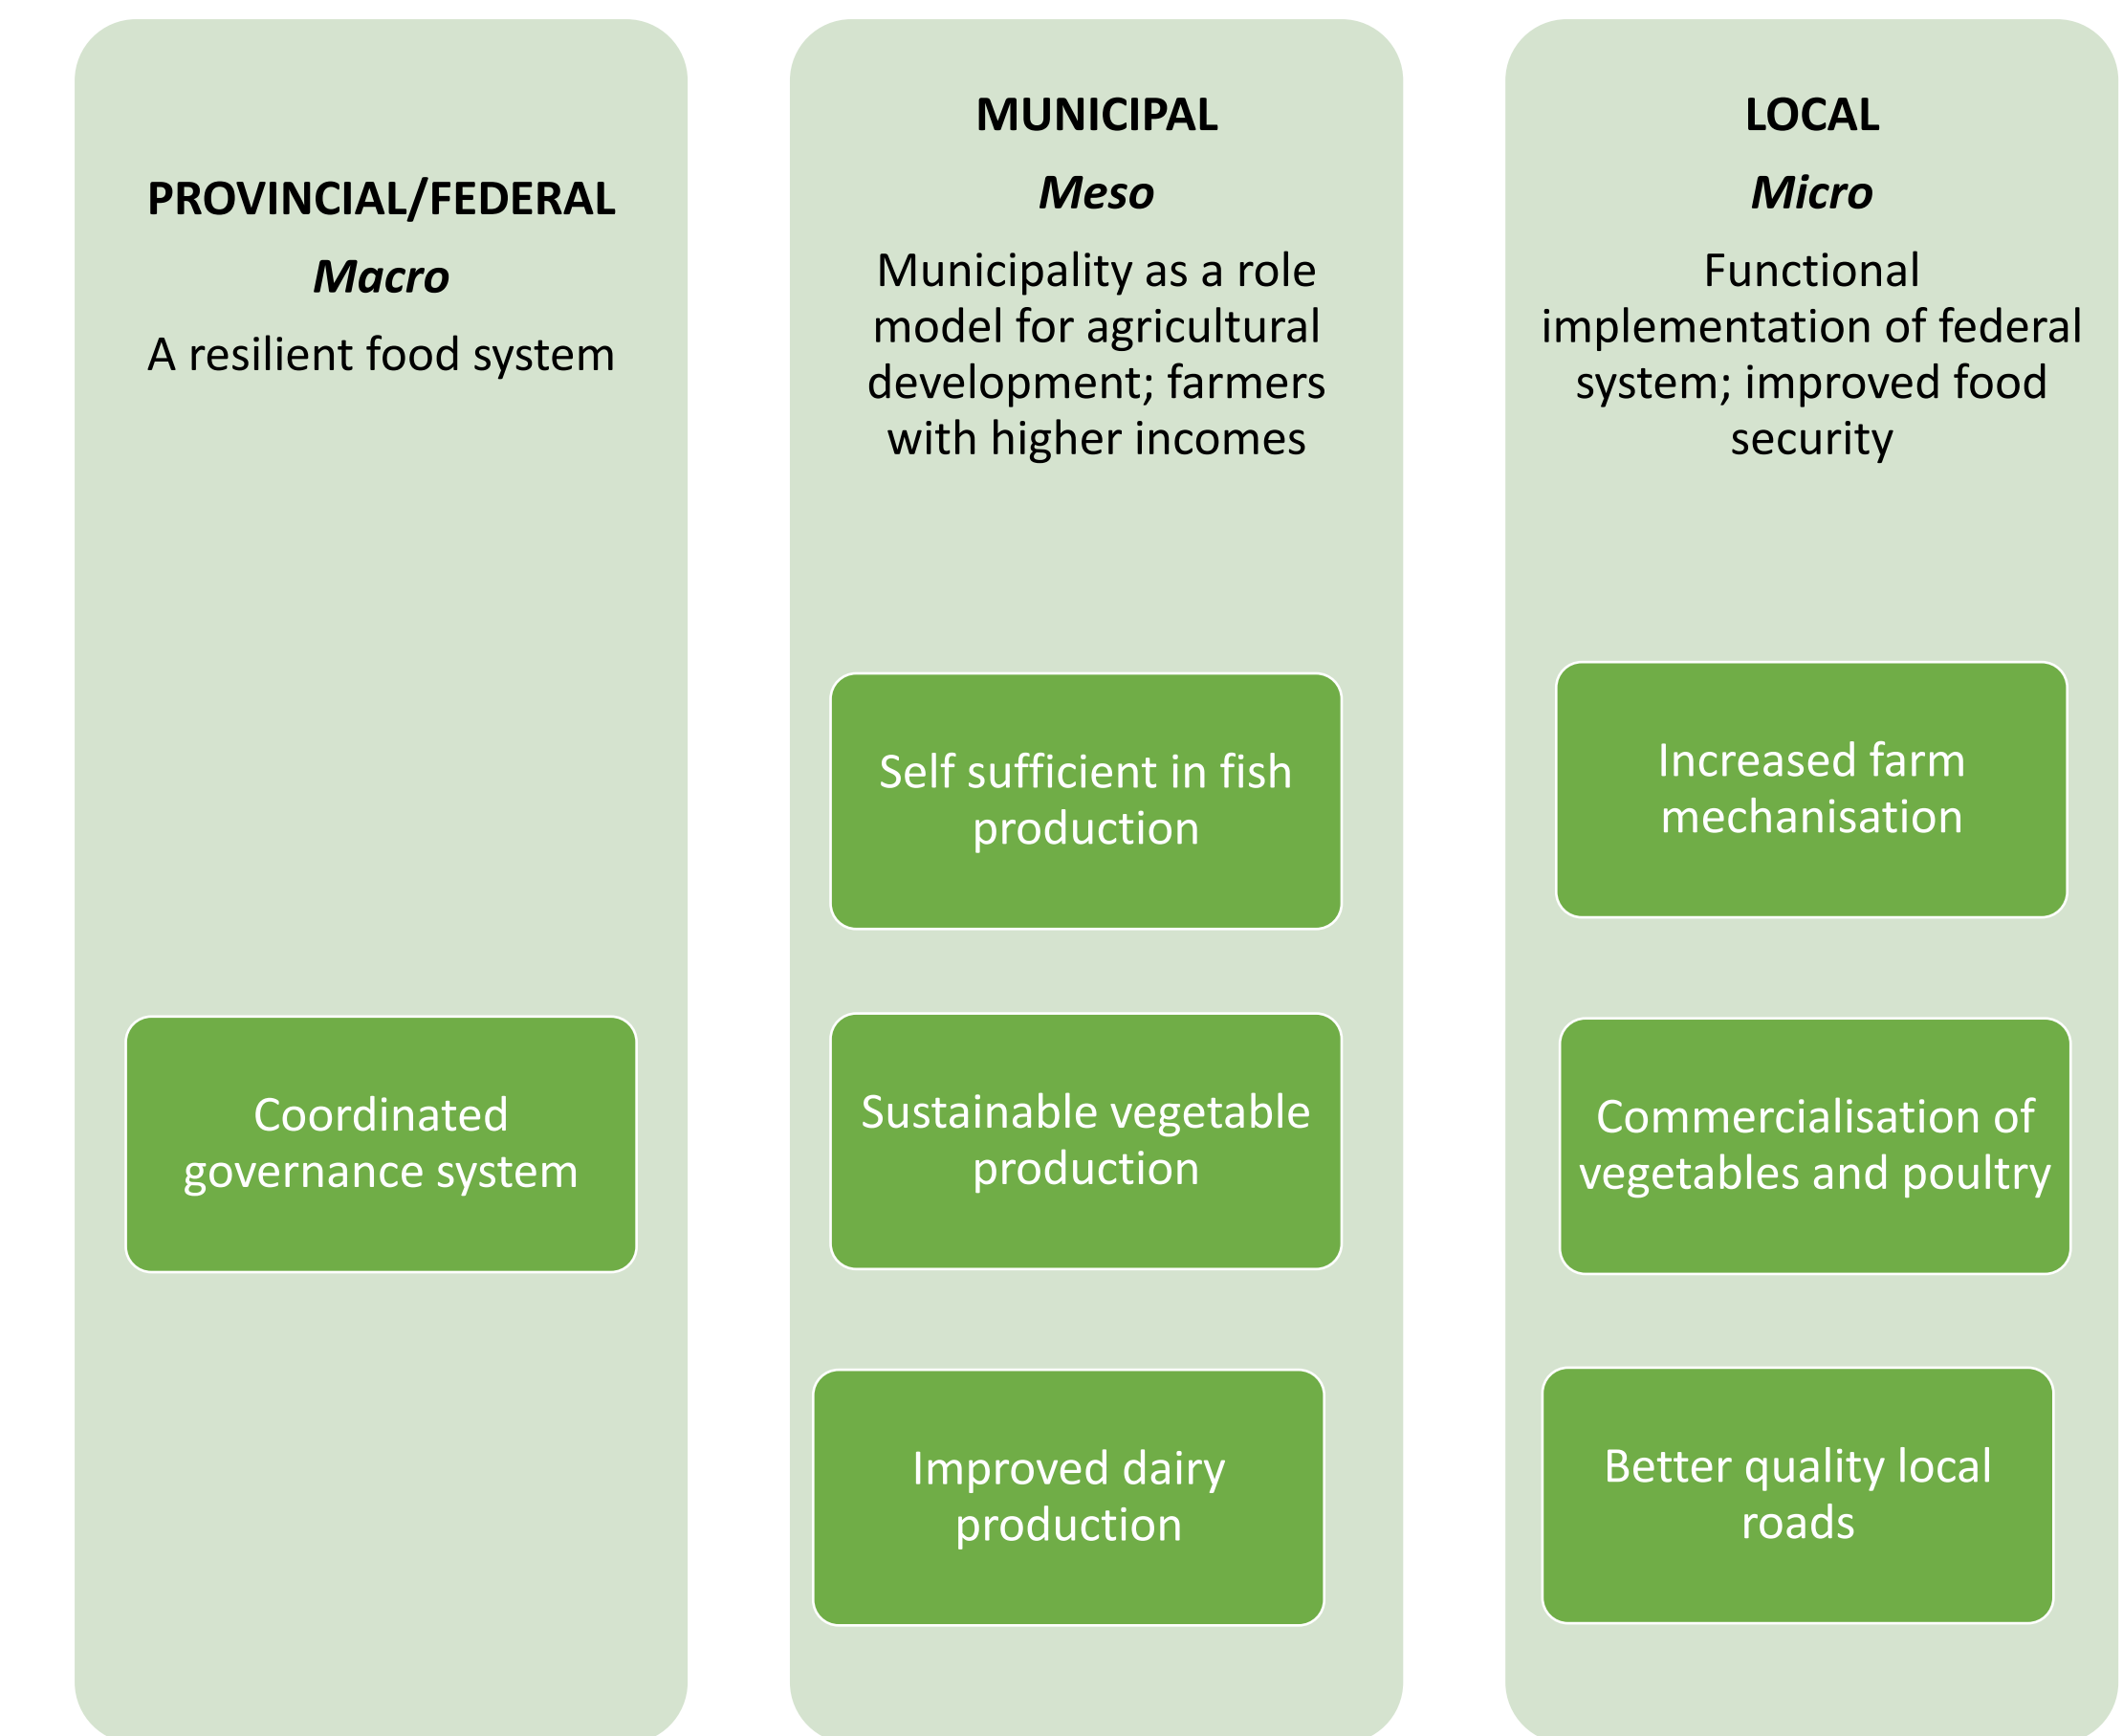 PROVINCIAL/FEDERAL
Macro
A resilient food system
Coordinated
governance system
MUNICIPAL
Meso
Municipality as a role
model for agricultural
development; farmers
with higher incomes
Self sufficient in fish
production
Sustainable vegetable
production
Improved dairy
production
LOCAL
Micro
Functional
implementation of federal
system; improved food
security
Increased farm
mechanisation
Commercialisation of
vegetables and poultry
Better quality local
roads